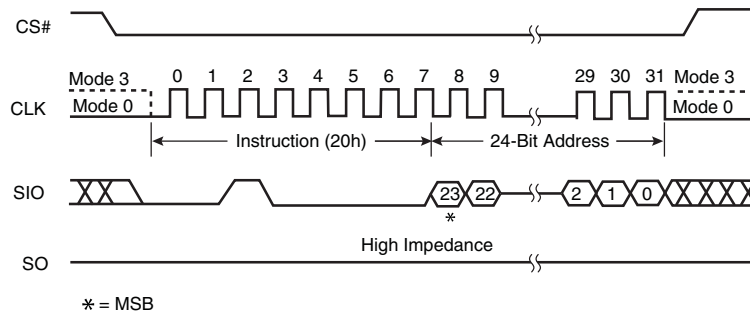 CS#
Mode 3 0 1 2 3 4 5 6 7 8 9 29 30 31 Mode 3
CLK Mode 0 Mode 0
Instruction (20h) 24-Bit Address
SIO 23 22 2 1 0
*
High Impedance
SO
* = MSB